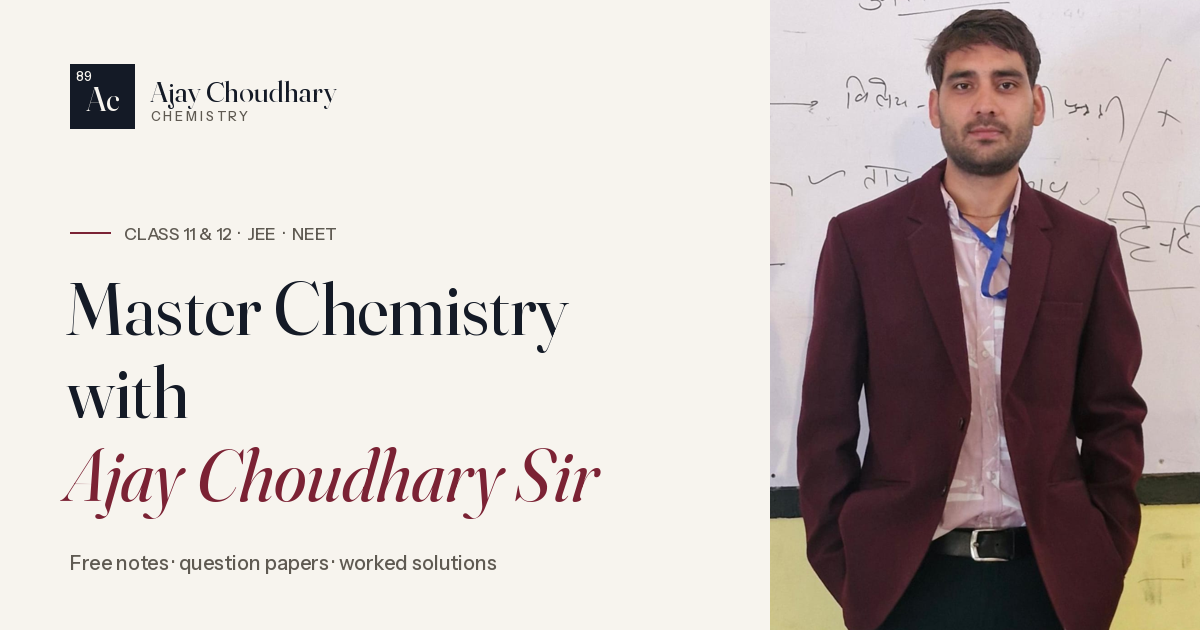 89
Ac
Ajay Choudhary
CHEMISTRY
CLASS 11 & 12 · JEE · NEET
Master Chemistry
with
Ajay Choudhary Sir
Free notes · question papers · worked solutions
विलेय -
ताप